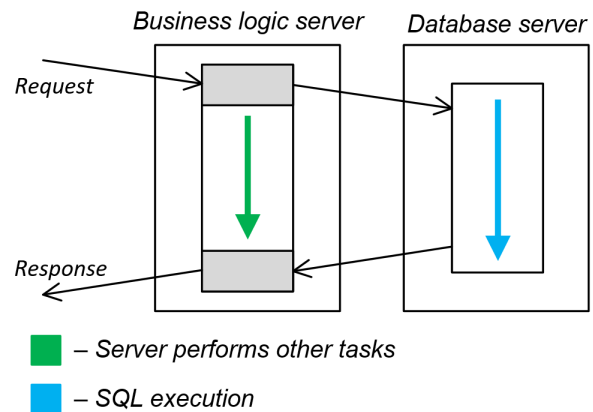 Business logic server
Database server
Request
Response
– Server performs other tasks
– SQL execution